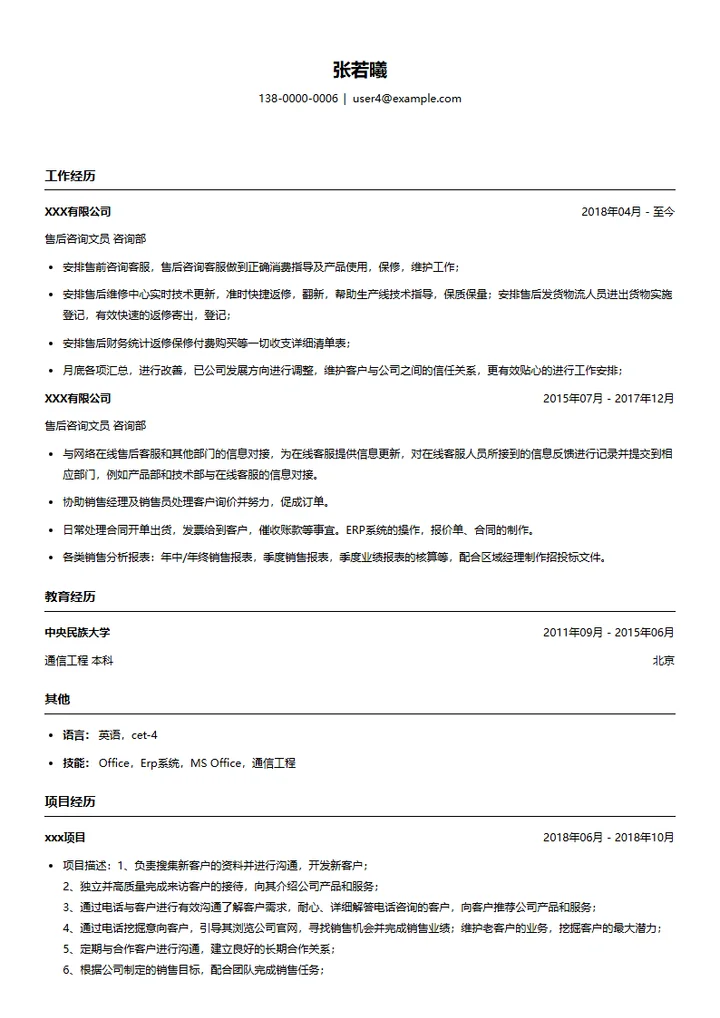 张若曦
138-0000-0006 | user4@example.com
工作经历
XXX有限公司 2018年04月 - 至今
售后咨询文员 咨询部
• 安排售前咨询客服，售后咨询客服做到正确消费指导及产品使用，保修，维护工作；
• 安排售后维修中心实时技术更新，准时快捷返修，翻新，帮助生产线技术指导，保质保量；安排售后发货物流人员进出货物实施
登记，有效快速的返修寄出，登记；
• 安排售后财务统计返修保修付费购买等一切收支详细清单表；
• 月底各项汇总，进行改善，已公司发展方向进行调整，维护客户与公司之间的信任关系，更有效贴心的进行工作安排；
XXX有限公司 2015年07月 - 2017年12月
售后咨询文员 咨询部
• 与网络在线售后客服和其他部门的信息对接，为在线客服提供信息更新，对在线客服人员所接到的信息反馈进行记录并提交到相
应部门，例如产品部和技术部与在线客服的信息对接。
• 协助销售经理及销售员处理客户询价并努力，促成订单。
• 日常处理合同开单出货，发票给到客户，催收账款等事宜。ERP系统的操作，报价单、合同的制作。
• 各类销售分析报表：年中/年终销售报表，季度销售报表，季度业绩报表的核算等，配合区域经理制作招投标文件。
教育经历
中央民族大学 2011年09月 - 2015年06月
通信工程 本科 北京
其他
• 语言： 英语，cet-4
• 技能： Office，Erp系统，MS Office，通信工程
项目经历
xxx项目 2018年06月 - 2018年10月
• 项目描述：1、负责搜集新客户的资料并进行沟通，开发新客户；
2、独立并高质量完成来访客户的接待，向其介绍公司产品和服务；
3、通过电话与客户进行有效沟通了解客户需求，耐心、详细解答电话咨询的客户，向客户推荐公司产品和服务；
4、通过电话挖掘意向客户，引导其浏览公司官网，寻找销售机会并完成销售业绩；维护老客户的业务，挖掘客户的最大潜力；
5、定期与合作客户进行沟通，建立良好的长期合作关系；
6、根据公司制定的销售目标，配合团队完成销售任务；